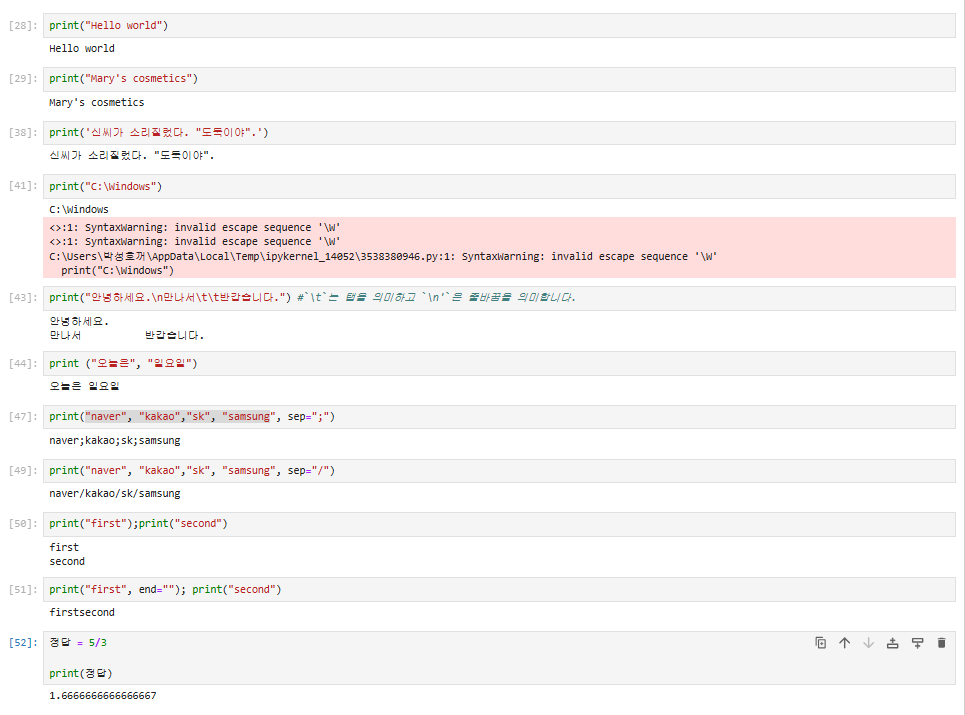 [28]: print("Hello world")
Hello world
[29]: print("Mary's cosmetics")
Mary's cosmetics
[38]: print('신씨가 소리질렀다. "도둑이야".')
신씨가 소리질렀다. "도둑이야".
[41]: print("C:\Windows")
C:\Windows
<>:1: SyntaxWarning: invalid escape sequence '\W'
<>:1: SyntaxWarning: invalid escape sequence '\W'
C:\Users\박성호꺼\AppData\Local\Temp\ipykernel_14052\3538380946.py:1: SyntaxWarning: invalid escape sequence '\W'
print("C:\Windows")
[43]: print("안녕하세요.\n만나서\t\t반갑습니다.") #`\t`는 탭을 의미하고 `\n'`은 줄바꿈을 의미합니다.
안녕하세요.
만나서 반갑습니다.
[44]: print ("오늘은", "일요일")
오늘은 일요일
[47]: print("naver", "kakao","sk", "samsung", sep=";")
naver;kakao;sk;samsung
[49]: print("naver", "kakao","sk", "samsung", sep="/")
naver/kakao/sk/samsung
[50]: print("first");print("second")
first
second
[51]: print("first", end=""); print("second")
firstsecond
[52]: 정답 = 5/3
print(정답)
1.6666666666666667